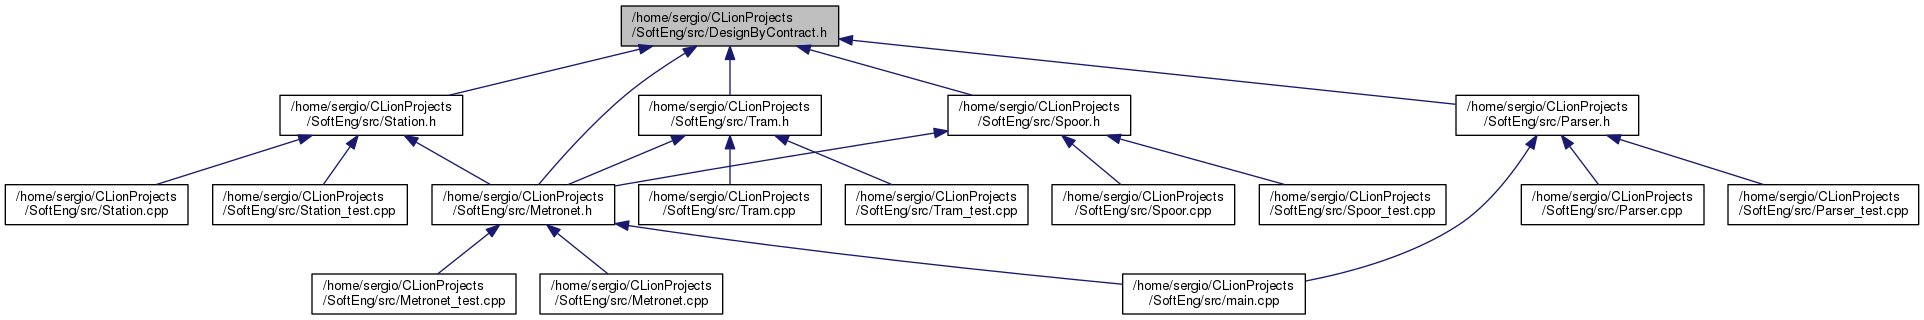 /home/sergio/CLionProjects
/SoftEng/src/DesignByContract.h
/home/sergio/CLionProjects
/SoftEng/src/Station.h
/home/sergio/CLionProjects
/SoftEng/src/Tram.h
/home/sergio/CLionProjects
/SoftEng/src/Spoor.h
/home/sergio/CLionProjects
/SoftEng/src/Parser.h
/home/sergio/CLionProjects
/SoftEng/src/Station.cpp
/home/sergio/CLionProjects
/SoftEng/src/Station_test.cpp
/home/sergio/CLionProjects
/SoftEng/src/Metronet.h
/home/sergio/CLionProjects
/SoftEng/src/Tram.cpp
/home/sergio/CLionProjects
/SoftEng/src/Tram_test.cpp
/home/sergio/CLionProjects
/SoftEng/src/Spoor.cpp
/home/sergio/CLionProjects
/SoftEng/src/Spoor_test.cpp
/home/sergio/CLionProjects
/SoftEng/src/Parser.cpp
/home/sergio/CLionProjects
/SoftEng/src/Parser_test.cpp
/home/sergio/CLionProjects
/SoftEng/src/Metronet_test.cpp
/home/sergio/CLionProjects
/SoftEng/src/Metronet.cpp
/home/sergio/CLionProjects
/SoftEng/src/main.cpp